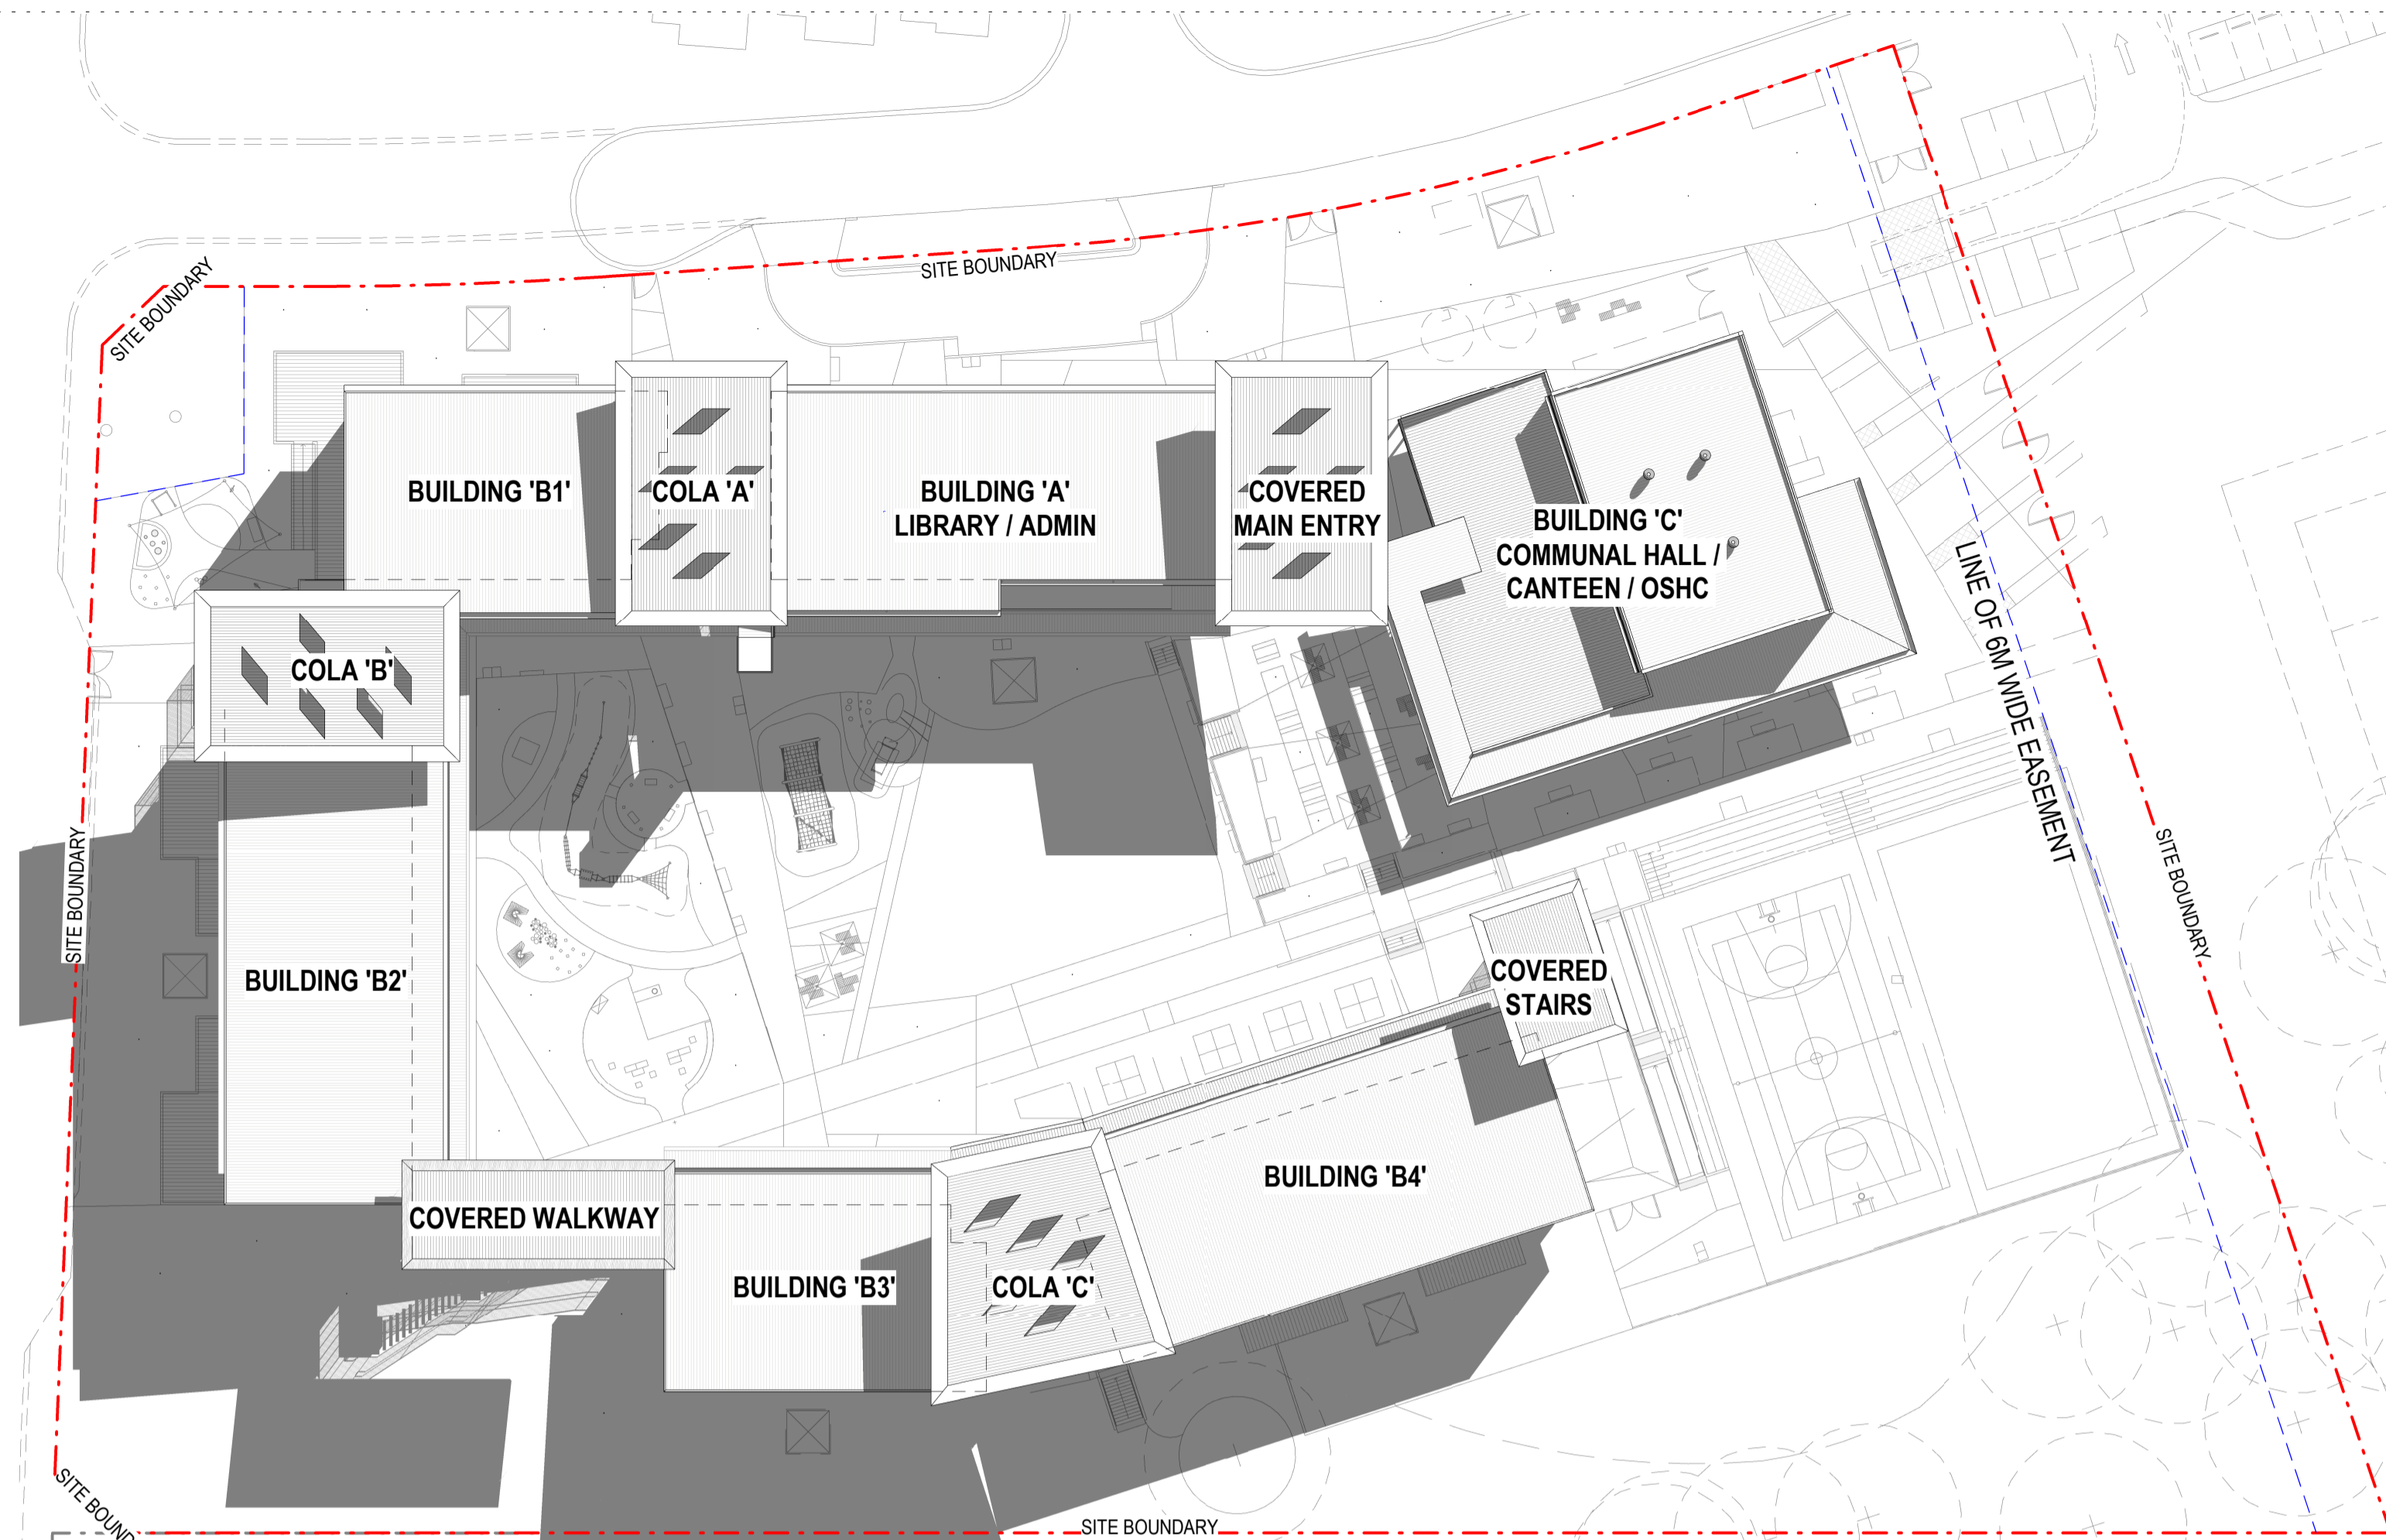 SITE BOUNDARY
SITE BOUNDARY
BUILDING 'B1'
COLA 'A'
BUILDING 'A'
LIBRARY / ADMIN
COVERED
MAIN ENTRY
BUILDING 'C'
COMMUNAL HALL /
CANTEEN / OSHC
LINE OF 6M WIDE EASEMENT
COLA 'B'
SITE BOUNDARY
SITE BOUNDARY
BUILDING 'B2'
COVERED
STAIRS
BUILDING 'B4'
COVERED WALKWAY
BUILDING 'B3'
COLA 'C'
SITE BOUND
SITE BOUNDARY